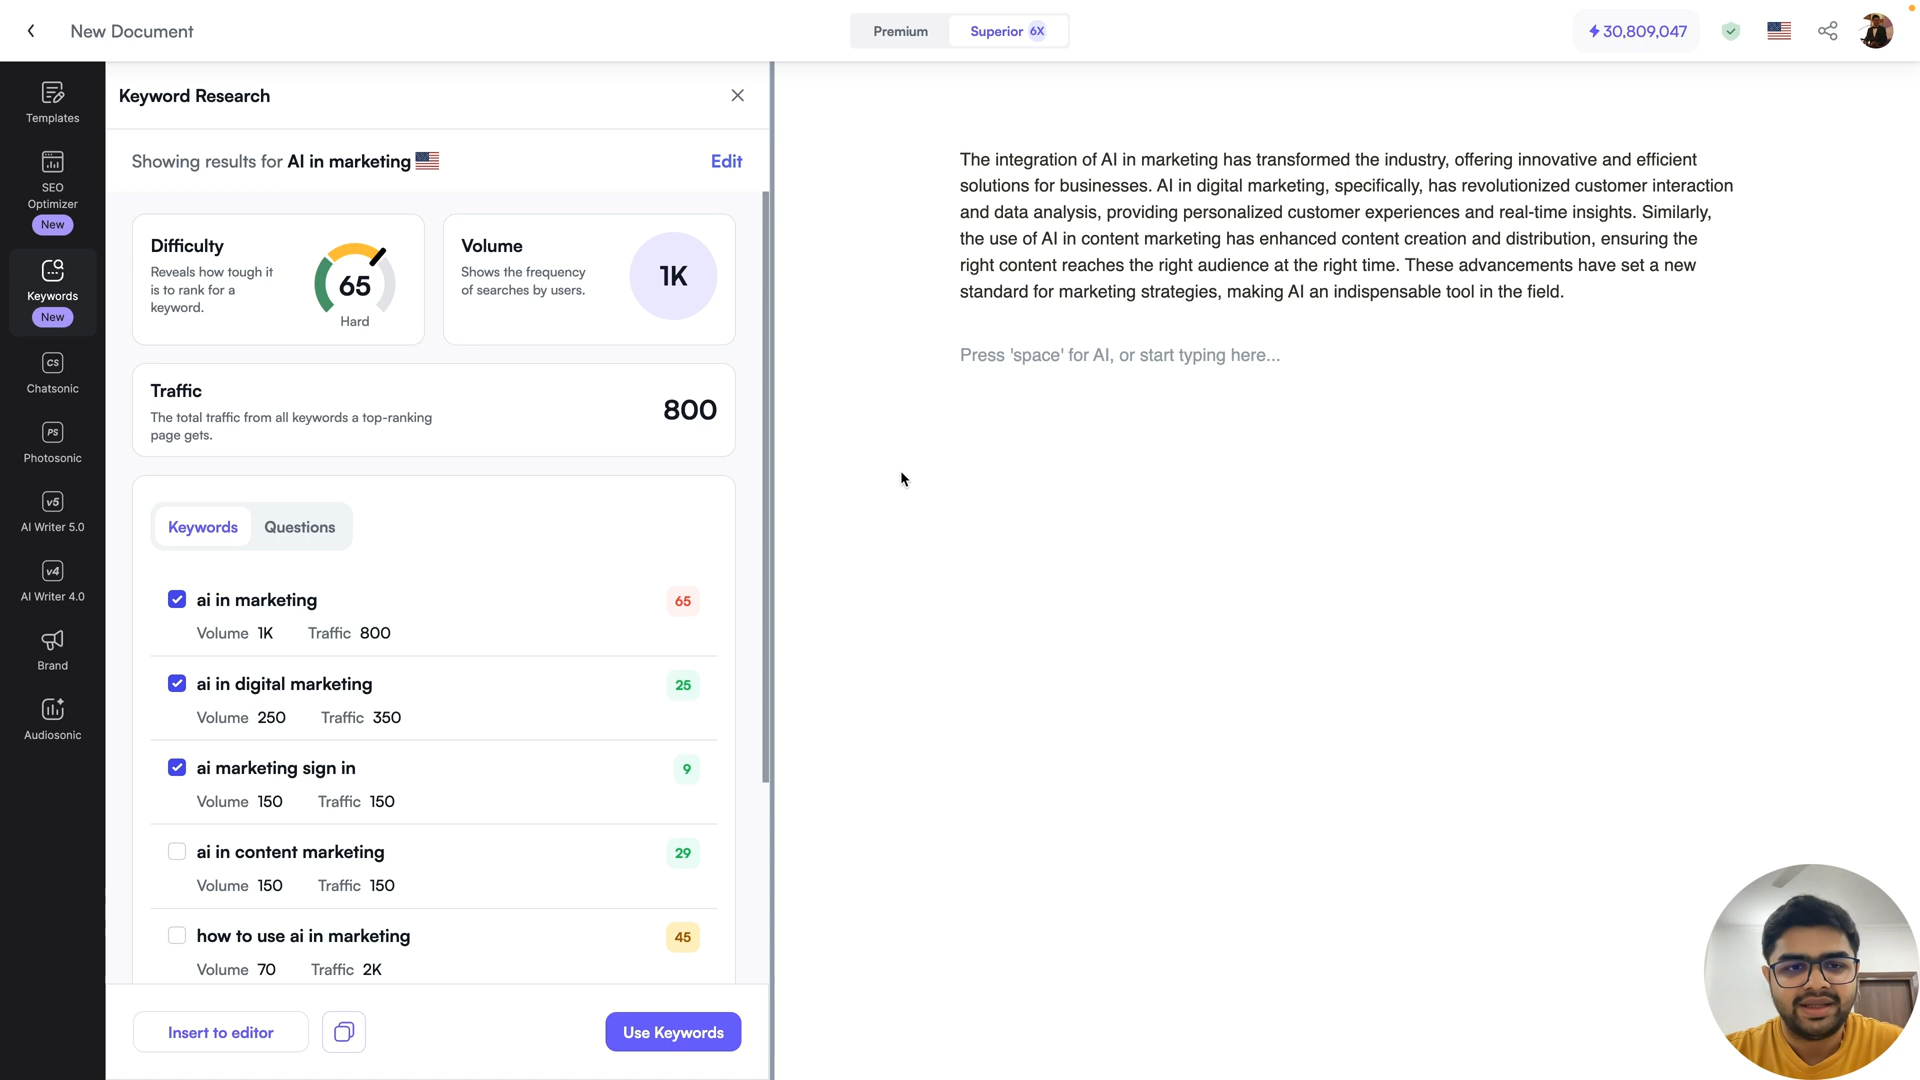 New Document
Premium
Superior 6X
30,809,047
Templates
SEO
Optimizer
New
Keywords
New
CS
Chatsonic
PS
Photosonic
v5
AI Writer 5.0
v4
AI Writer 4.0
Brand
Audiosonic
Keyword Research
Showing results for AI in marketing
Edit
Difficulty
Reveals how tough it
is to rank for a
keyword.
65
Hard
Volume
Shows the frequency
of searches by users.
1K
Traffic
The total traffic from all keywords a top-ranking
page gets.
800
Keywords
Questions
ai in marketing
65
Volume 1K Traffic 800
ai in digital marketing
25
Volume 250 Traffic 350
ai marketing sign in
9
Volume 150 Traffic 150
ai in content marketing
29
Volume 150 Traffic 150
how to use ai in marketing
45
Volume 70 Traffic 2K
Insert to editor
Use Keywords
The integration of AI in marketing has transformed the industry, offering innovative and efficient
solutions for businesses. AI in digital marketing, specifically, has revolutionized customer interaction
and data analysis, providing personalized customer experiences and real-time insights. Similarly,
the use of AI in content marketing has enhanced content creation and distribution, ensuring the
right content reaches the right audience at the right time. These advancements have set a new
standard for marketing strategies, making AI an indispensable tool in the field.
Press 'space' for AI, or start typing here...